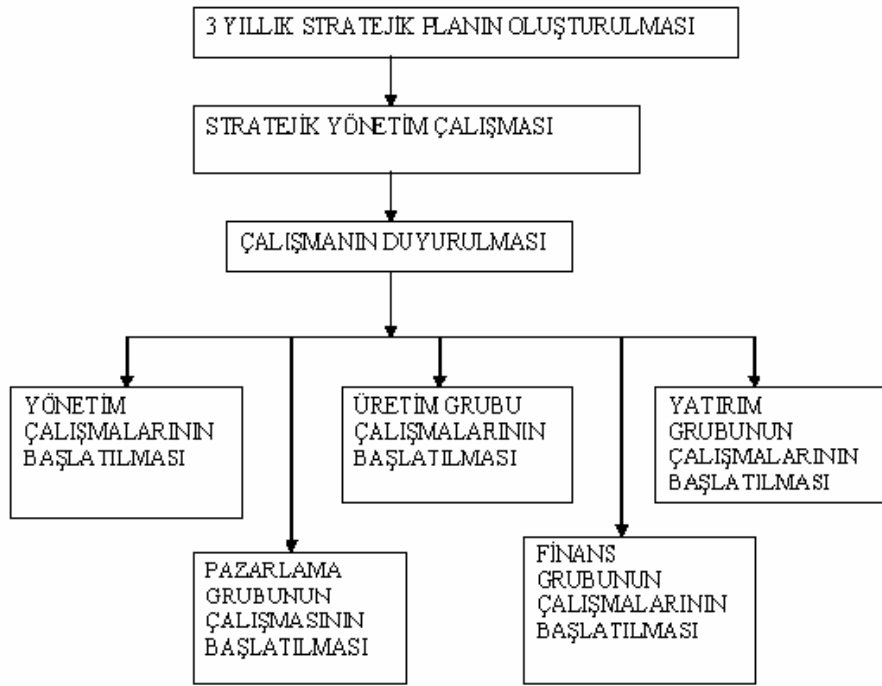 3 YILLIK STRATEJİK PLANIN OLUŞTURULMASI
STRATEJİK YÖNETİM ÇALIŞMASI
ÇALIŞMANIN DUYURULMASI
YÖNETİM
ÇALIŞMALARININ
BAŞLATILMASI
ÜRETİM GRUBU
ÇALIŞMALARININ
BAŞLATILMASI
YATIRIM
GRUBUNUN
ÇALIŞMALARININ
BAŞLATILMASI
PAZARLAMA
GRUBUNUN
ÇALIŞMASININ
BAŞLATILMASI
FİNANS
GRUBUNUN
ÇALIŞMALARININ
BAŞLATILMASI